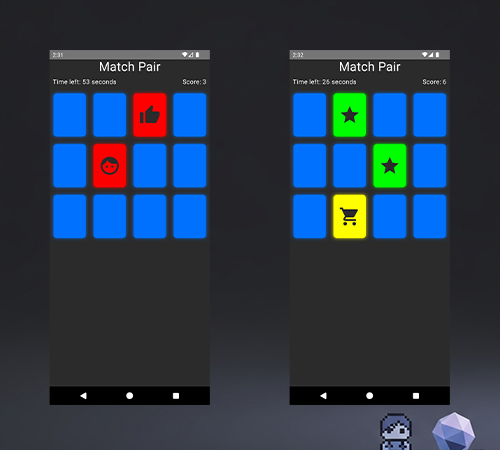 2:31
Match Pair
Time left: 53 seconds
Score: 3
2:32
Match Pair
Time left: 26 seconds
Score: 6